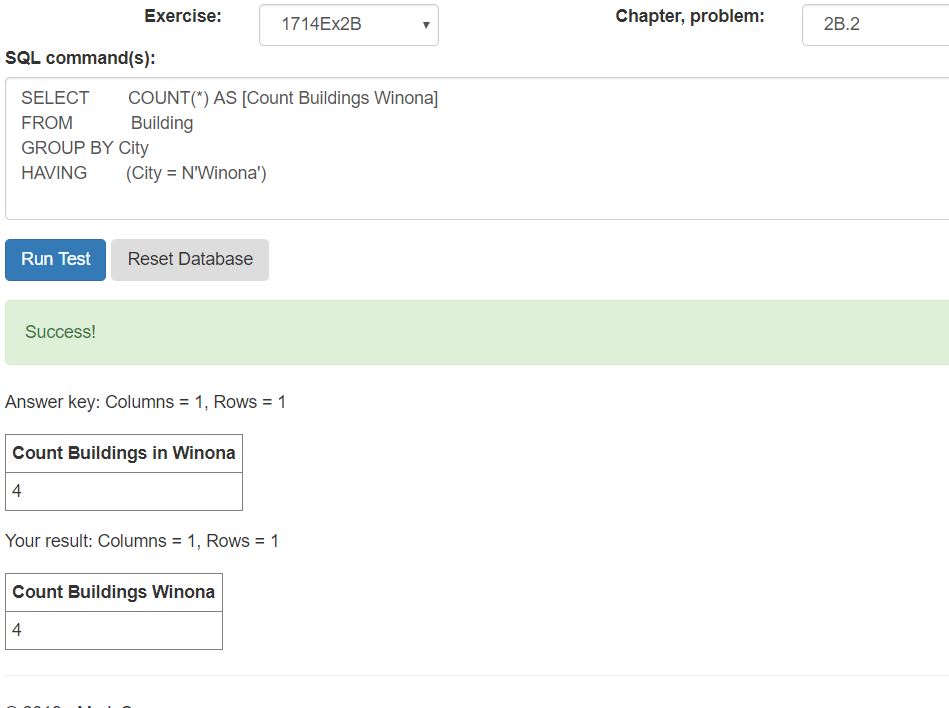 Exercise: 1714Ex2B Chapter, problem: 2B.2
SQL command(s):
SELECT COUNT(*) AS [Count Buildings Winona]
FROM Building
GROUP BY City
HAVING (City = N'Winona')
Run Test Reset Database
Success!
Answer key: Columns = 1, Rows = 1
Count Buildings in Winona
4
Your result: Columns = 1, Rows = 1
Count Buildings Winona
4